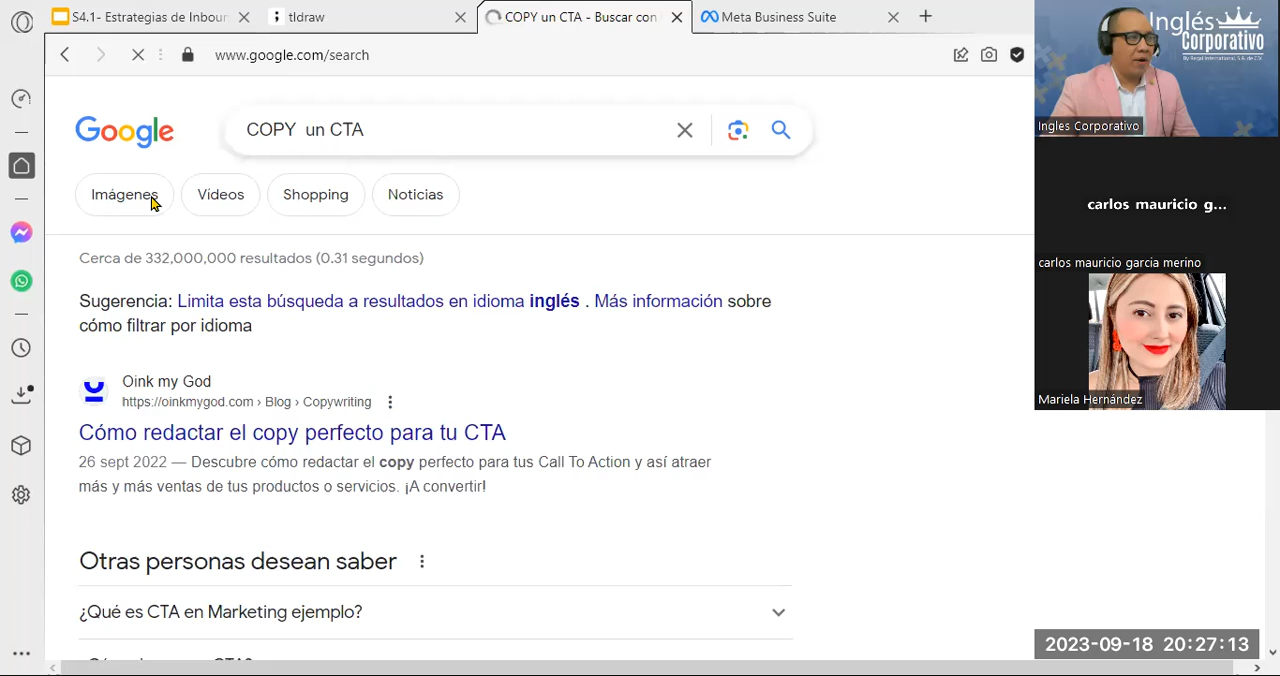 S4.1- Estrategias de Inboun
tldraw
COPY un CTA - Buscar con
Meta Business Suite
www.google.com/search
Google
COPY un CTA
Imágenes
Vídeos
Shopping
Noticias
Cerca de 332,000,000 resultados (0.31 segundos)
Sugerencia: Limita esta búsqueda a resultados en idioma inglés . Más información sobre
cómo filtrar por idioma
Oink my God
https://oinkmygod.com › Blog › Copywriting
Cómo redactar el copy perfecto para tu CTA
26 sept 2022 — Descubre cómo redactar el copy perfecto para tus Call To Action y así atraer
más y más ventas de tus productos o servicios. ¡A convertir!
Otras personas desean saber
¿Qué es CTA en Marketing ejemplo?
Inglés
Corporativo
By Regal International, S.A. de C.V.
Ingles Corporativo
carlos mauricio g...
carlos mauricio garcia merino
Mariela Hernández
2023-09-18 20:27:13